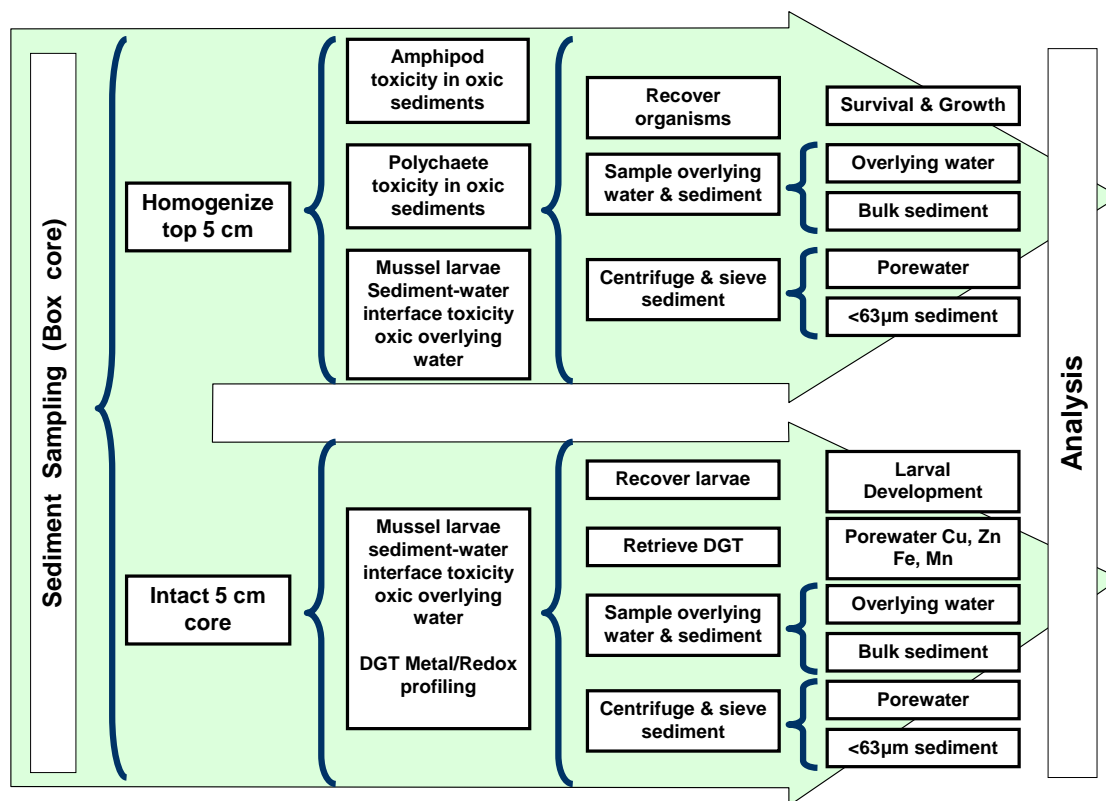 Sediment Sampling (Box core)
Homogenize
top 5 cm
Amphipod
toxicity in oxic
sediments
Polychaete
toxicity in oxic
sediments
Mussel larvae
Sediment-water
interface toxicity
oxic overlying
water
Recover
organisms
Sample overlying
water & sediment
Centrifuge & sieve
sediment
Survival & Growth
Overlying water
Bulk sediment
Porewater
<63µm sediment
Intact 5 cm
core
Mussel larvae
sediment-water
interface toxicity
oxic overlying
water
DGT Metal/Redox
profiling
Recover larvae
Retrieve DGT
Sample overlying
water & sediment
Centrifuge & sieve
sediment
Larval
Development
Porewater Cu, Zn
Fe, Mn
Overlying water
Bulk sediment
Porewater
<63µm sediment
Analysis